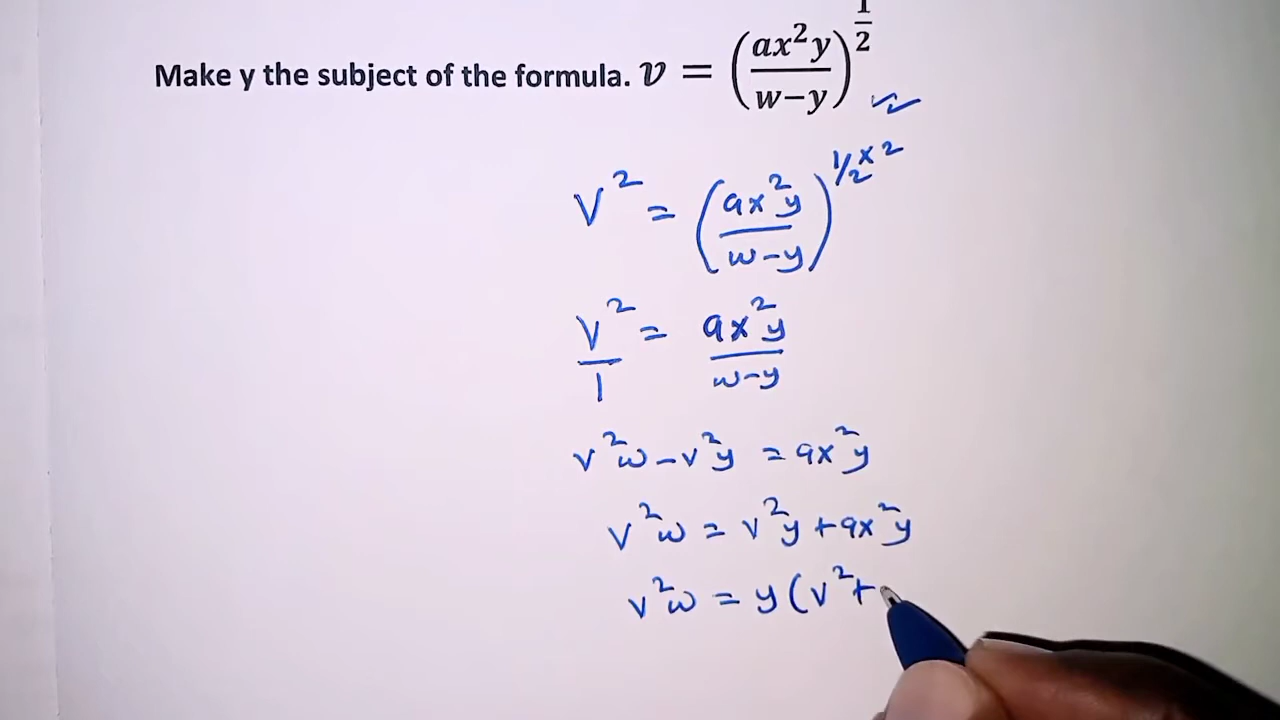 Make y the subject of the formula. v = (ax²y/w−y)^1/2
V² = (ax²y/w−y)^1/2×2
V²/1 = ax²y/w−y
v²w − v²y = ax²y
v²w = v²y + ax²y
v²w = y(v²+